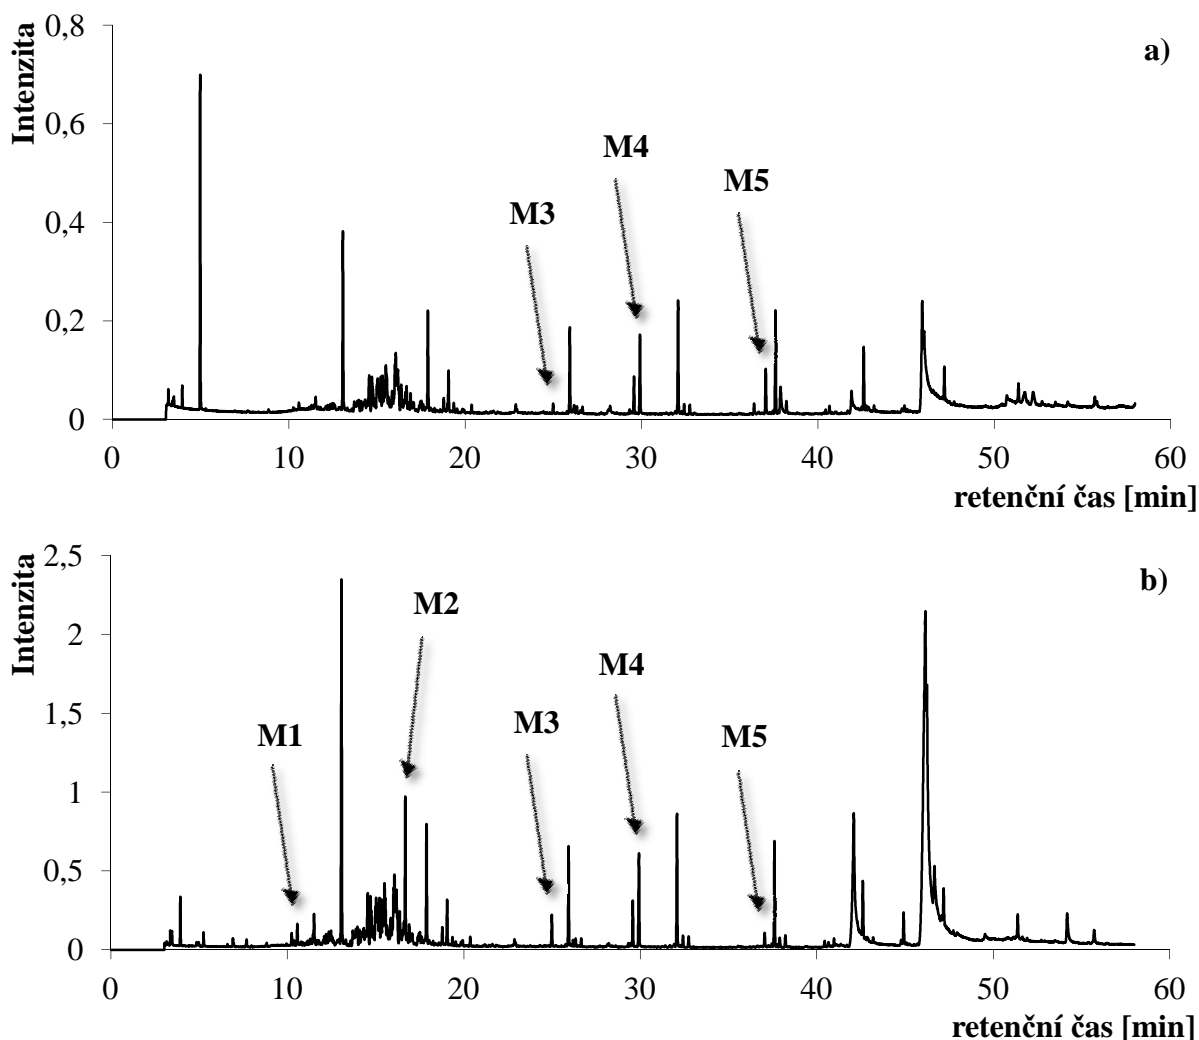 Intenzita
a)
0,8
0,6
0,4
0,2
0
M3
M4
M5
0 10 20 30 40 50 60
retenční čas [min]
Intenzita
b)
2,5
2
1,5
1
0,5
0
M1
M2
M3
M4
M5
0 10 20 30 40 50 60
retenční čas [min]